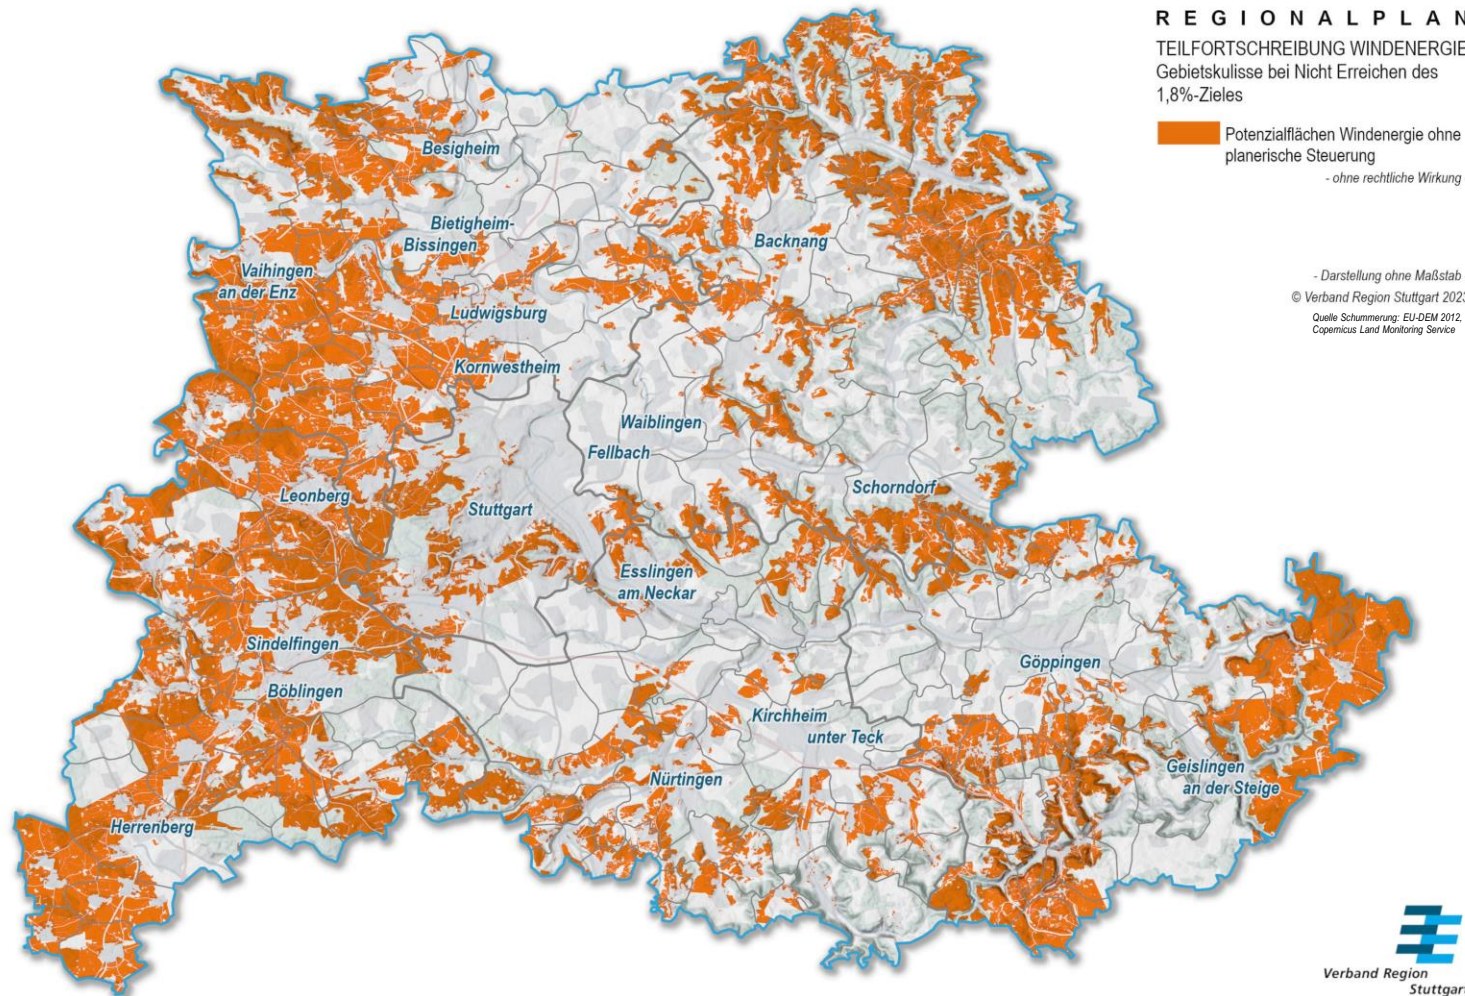 REGIONALPLAN
TEILFORTSCHREIBUNG WINDENERGIE
Gebietskulisse bei Nicht Erreichen des
1,8%-Zieles
Potenzialflächen Windenergie ohne
planerische Steuerung
- ohne rechtliche Wirkung
- Darstellung ohne Maßstab
© Verband Region Stuttgart 2023
Quelle Schummerung: EU-DEM 2012,
Copernicus Land Monitoring Service
Besigheim
Bietigheim-
Bissingen
Backnang
Vaihingen
an der Enz
Ludwigsburg
Kornwestheim
Waiblingen
Fellbach
Schorndorf
Leonberg
Stuttgart
Esslingen
am Neckar
Sindelfingen
Göppingen
Böblingen
Kirchheim
unter Teck
Nürtingen
Geislingen
an der Steige
Herrenberg
Verband Region
Stuttgart